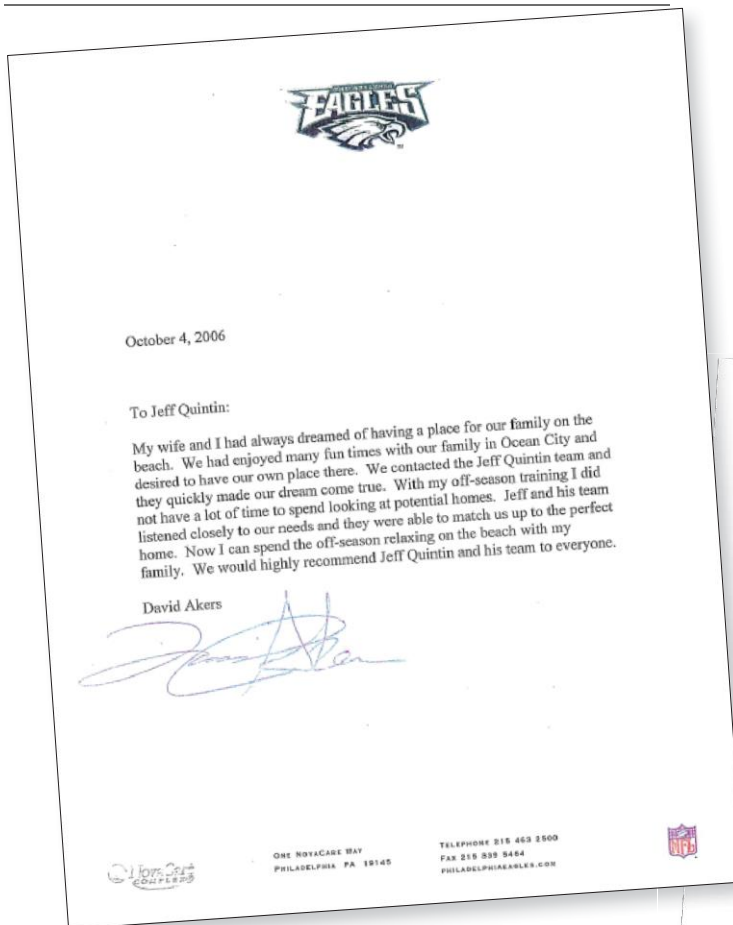 EAGLES
October 4, 2006
To Jeff Quintin:
My wife and I had always dreamed of having a place for our family on the
beach. We had enjoyed many fun times with our family in Ocean City and
desired to have our own place there. We contacted the Jeff Quintin team and
they quickly made our dream come true. With my off-season training I did
not have a lot of time to spend looking at potential homes. Jeff and his team
listened closely to our needs and they were able to match us up to the perfect
home. Now I can spend the off-season relaxing on the beach with my
family. We would highly recommend Jeff Quintin and his team to everyone.
David Akers
NovaCare
COMPLEX
ONE NOVACARE WAY
PHILADELPHIA PA 19145
TELEPHONE 215 463 2500
FAX 215 339 5464
PHILADELPHIAEAGLES.COM
NFL